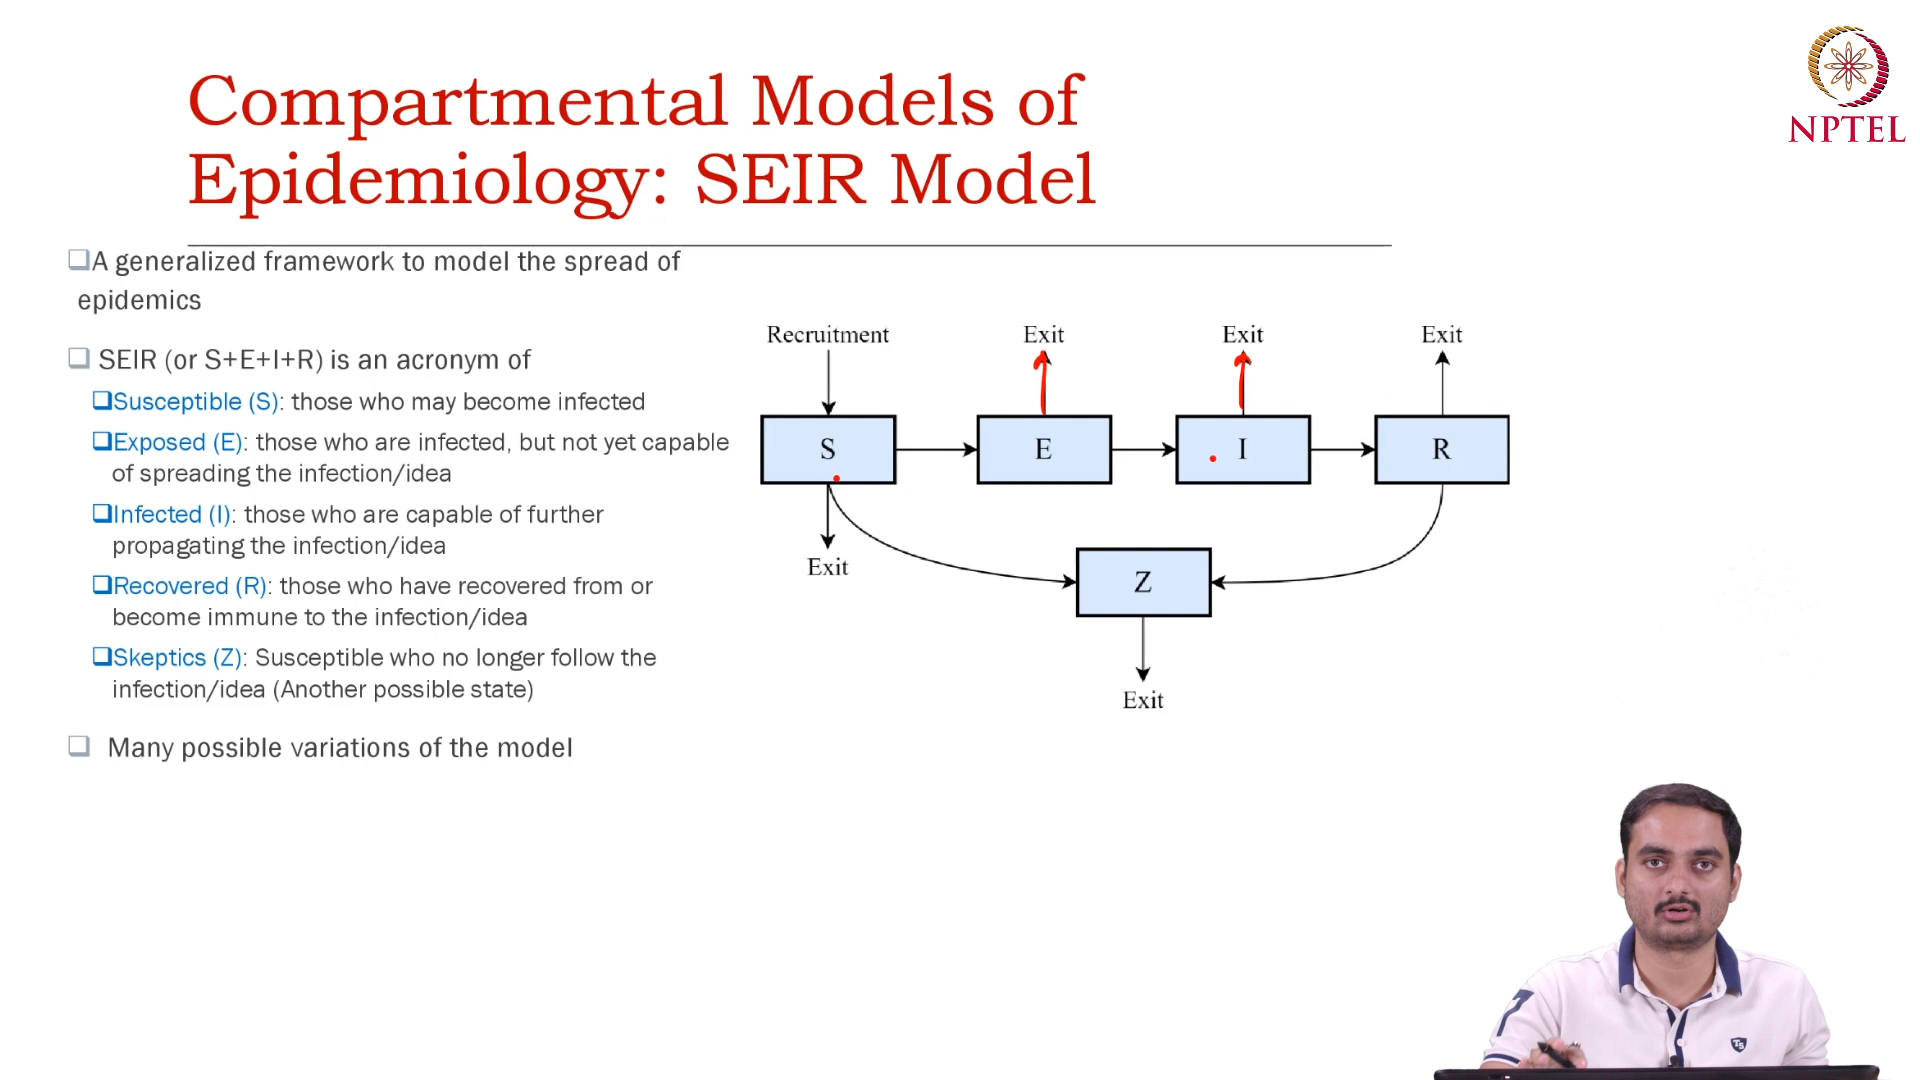 Compartmental Models of
Epidemiology: SEIR Model
NPTEL
A generalized framework to model the spread of
epidemics
SEIR (or S+E+I+R) is an acronym of
Susceptible (S): those who may become infected
Exposed (E): those who are infected, but not yet capable
of spreading the infection/idea
Infected (I): those who are capable of further
propagating the infection/idea
Recovered (R): those who have recovered from or
become immune to the infection/idea
Skeptics (Z): Susceptible who no longer follow the
infection/idea (Another possible state)
Many possible variations of the model
Recruitment
Exit
Exit
Exit
S
E
I
R
Exit
Z
Exit
7
T5